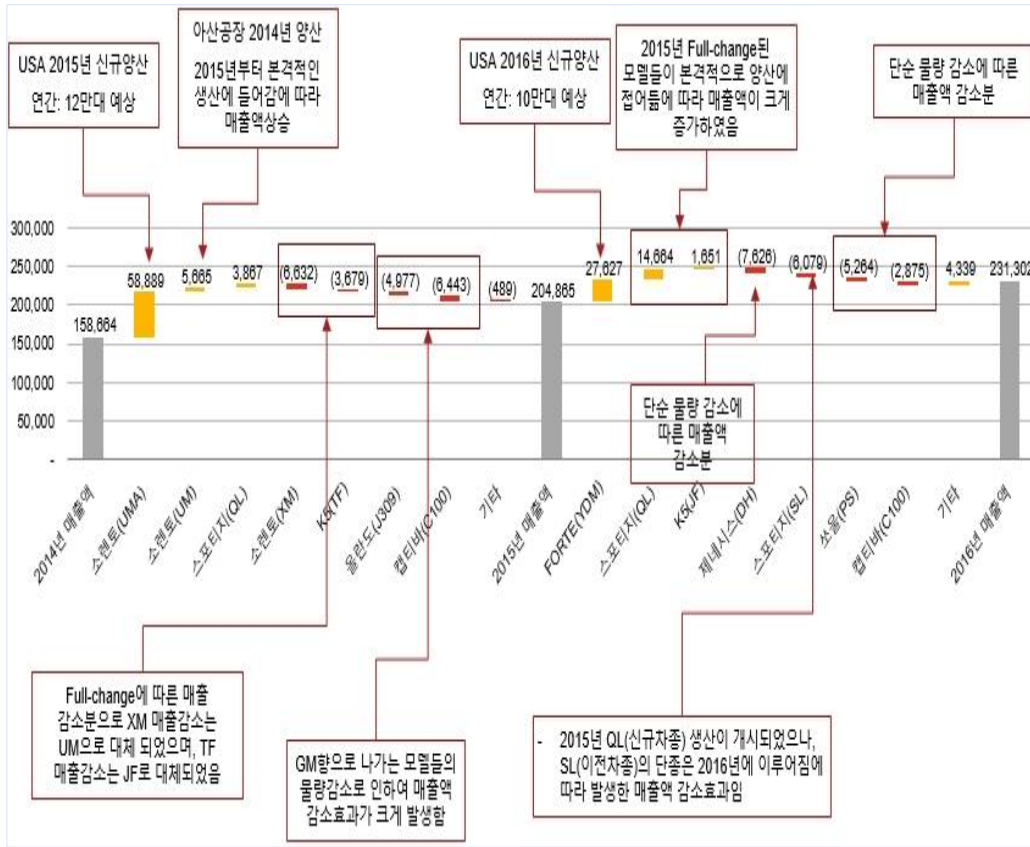 USA 2015년 신규양산
연간: 12만대 예상
아산공장 2014년 양산
2015년부터 본격적인
생산에 들어감에 따라
매출액상승
USA 2016년 신규양산
연간: 10만대 예상
2015년 Full-change된
모델들이 본격적으로 양산에
접어듦에 따라 매출액이 크게
증가하였음
단순 물량 감소에 따른
매출액 감소분
300,000
250,000
200,000
150,000
100,000
50,000
-
158,664
58,889
5,665
3,867
(6,632)
(3,679)
(4,977)
(6,443)
(489)
204,865
27,627
14,664
1,651
(7,626)
(6,079)
(5,264)
(2,875)
4,339
231,302
단순 물량 감소에
따른 매출액
감소분
2014년 매출액
소렌토(UMA)
소렌토(UM)
스포티지(QL)
소렌토(XM)
K5(TF)
올란도(J309)
캡티바(C100)
기타
2015년 매출액
FORTE(YDM)
스포티지(QL)
K5(JF)
제네시스(DH)
스포티지(SL)
쏘울(PS)
캡티바(C100)
기타
2016년 매출액
Full-change에 따른 매출
감소분으로 XM 매출감소는
UM으로 대체 되었으며, TF
매출감소는 JF로 대체되었음
GM향으로 나가는 모델들의
물량감소로 인하여 매출액
감소효과가 크게 발생함
- 2015년 QL(신규차종) 생산이 개시되었으나,
SL(이전차종)의 단종은 2016년에 이루어짐에
따라 발생한 매출액 감소효과임